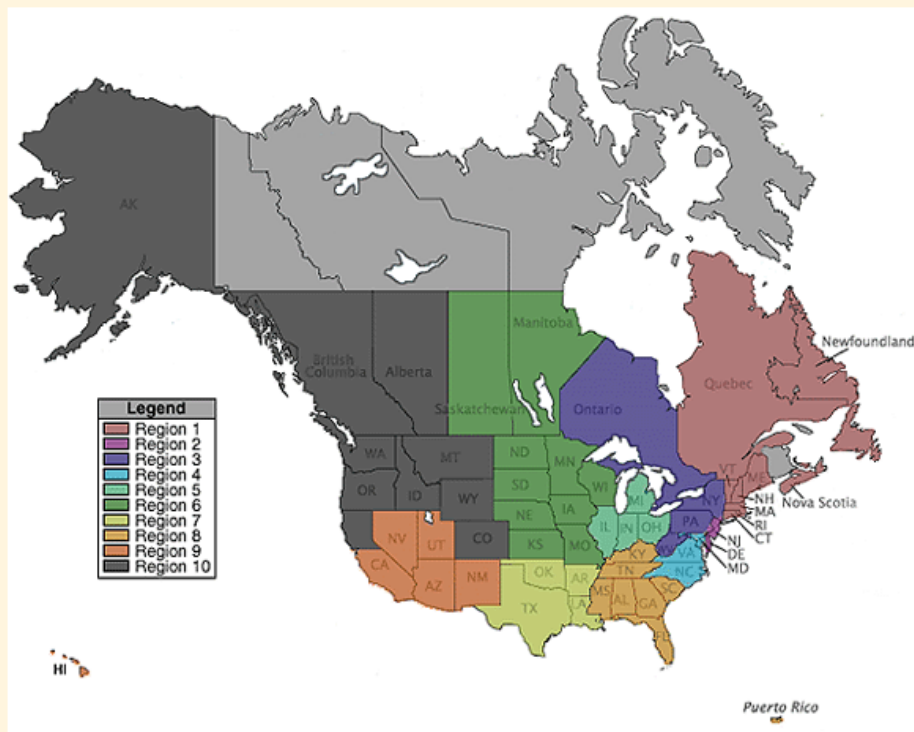 AK
Manitoba
Newfoundland
British
Columbia
Alberta
Quebec
Saskatchewan
Ontario
Legend
Region 1
Region 2
Region 3
Region 4
Region 5
Region 6
Region 7
Region 8
Region 9
Region 10
WA
MT
ND
MN
VT
ME
OR
ID
WY
SD
WI
MI
NY
NH
Nova Scotia
MA
NE
IA
PA
RI
CT
NV
UT
CO
KS
MO
IL
IN
OH
WV
VA
NJ
DE
MD
CA
AZ
NM
OK
AR
KY
TN
NC
SC
TX
LA
MS
AL
GA
FL
HI
Puerto Rico